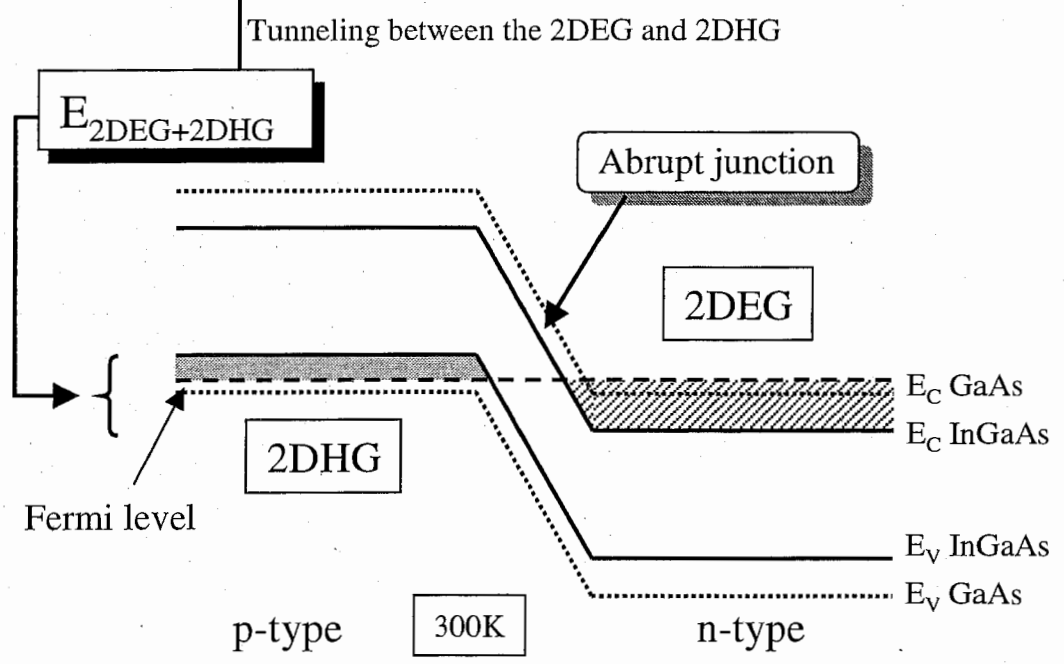 Tunneling between the 2DEG and 2DHG
E2DEG+2DHG
Abrupt junction
2DEG
EC GaAs
EC InGaAs
2DHG
Fermi level
EV InGaAs
EV GaAs
p-type
300K
n-type